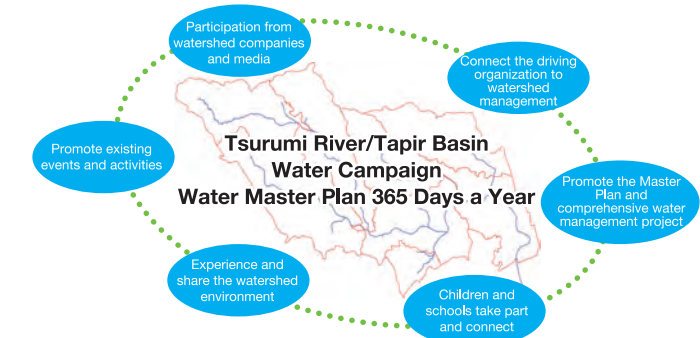 Participation from
watershed companies
and media
Connect the driving
organization to
watershed
management
Promote existing
events and activities
Tsurumi River/Tapir Basin
Water Campaign
Water Master Plan 365 Days a Year
Promote the Master
Plan and
comprehensive water
management project
Experience and
share the watershed
environment
Children and
schools take part
and connect